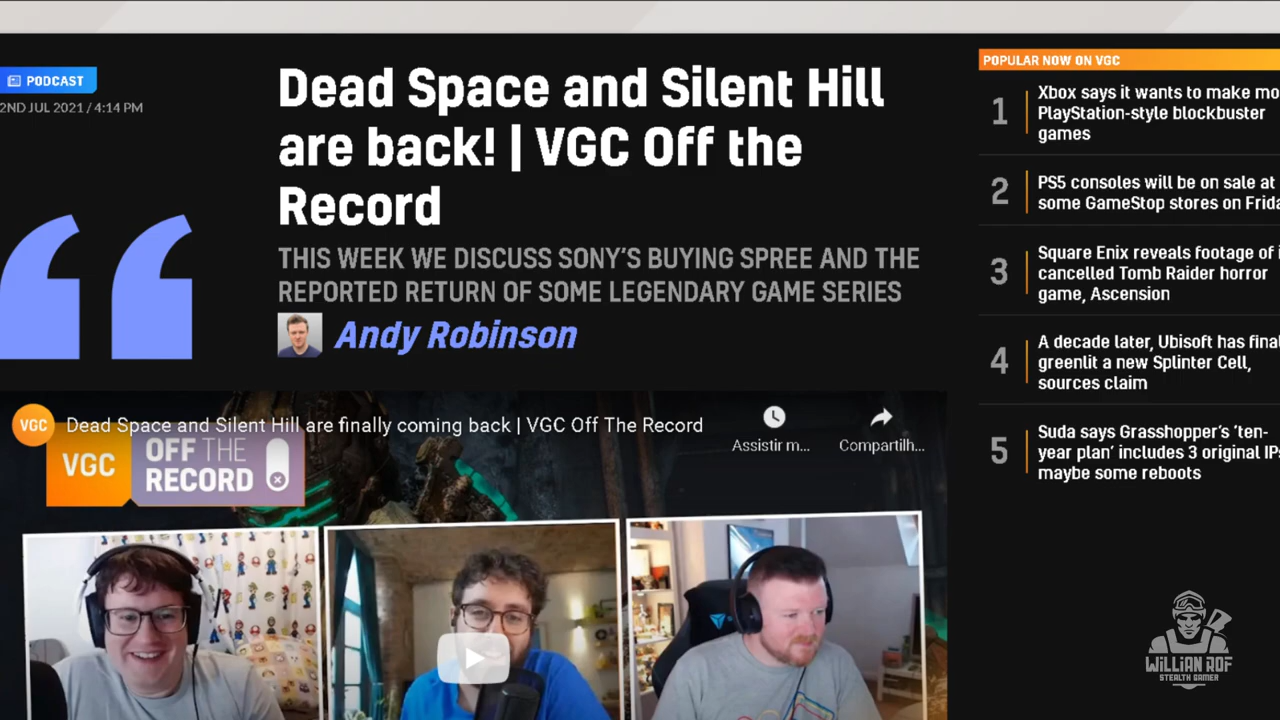 PODCAST
2ND JUL 2021 / 4:14 PM
Dead Space and Silent Hill
are back! | VGC Off the
Record
THIS WEEK WE DISCUSS SONY'S BUYING SPREE AND THE
REPORTED RETURN OF SOME LEGENDARY GAME SERIES
Andy Robinson
VGC
Dead Space and Silent Hill are finally coming back | VGC Off The Record
Assistir m...
Compartilh...
VGC
OFF THE
RECORD
POPULAR NOW ON VGC
1
Xbox says it wants to make mo
PlayStation-style blockbuster
games
2
PS5 consoles will be on sale at
some GameStop stores on Frida
3
Square Enix reveals footage of i
cancelled Tomb Raider horror
game, Ascension
4
A decade later, Ubisoft has final
greenlit a new Splinter Cell,
sources claim
5
Suda says Grasshopper's 'ten-
year plan' includes 3 original IPs
maybe some reboots
WILLIAN ROF
STEALTH GAMER